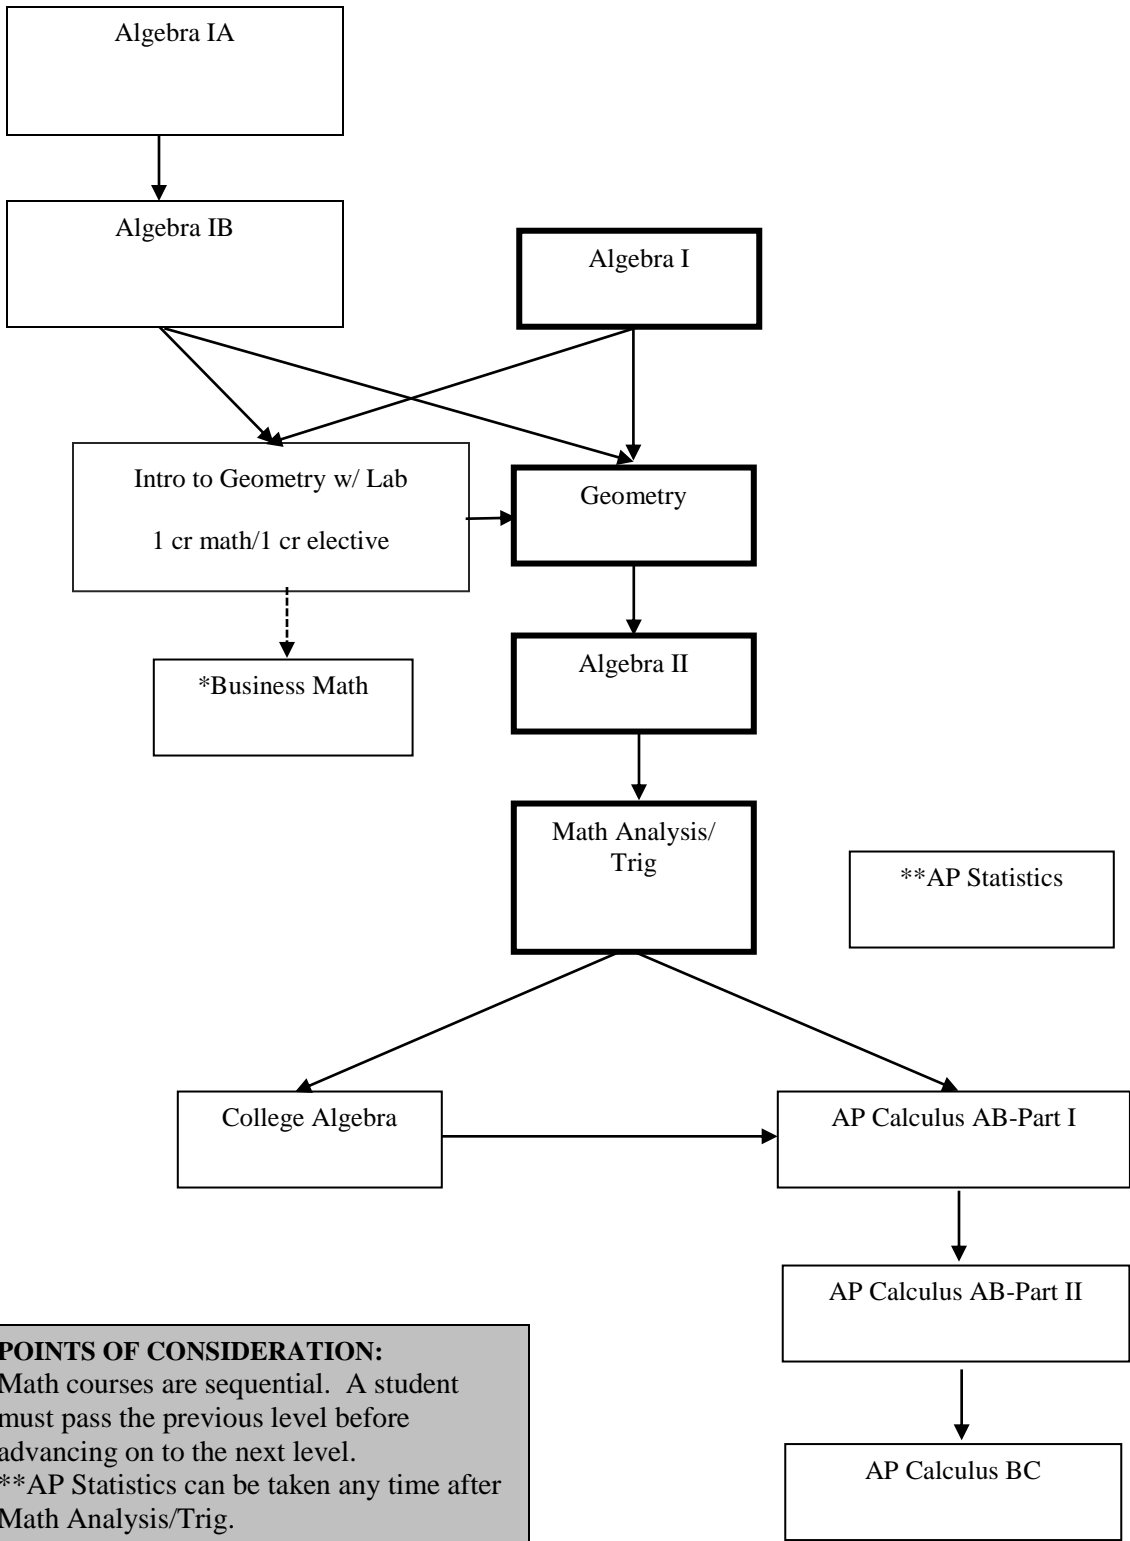 Algebra IA
Algebra IB
Algebra I
Intro to Geometry w/ Lab
1 cr math/1 cr elective
Geometry
*Business Math
Algebra II
Math Analysis/
Trig
**AP Statistics
College Algebra
AP Calculus AB-Part I
AP Calculus AB-Part II
AP Calculus BC
POINTS OF CONSIDERATION:
Math courses are sequential.  A student
must pass the previous level before
advancing on to the next level.
**AP Statistics can be taken any time after
Math Analysis/Trig.